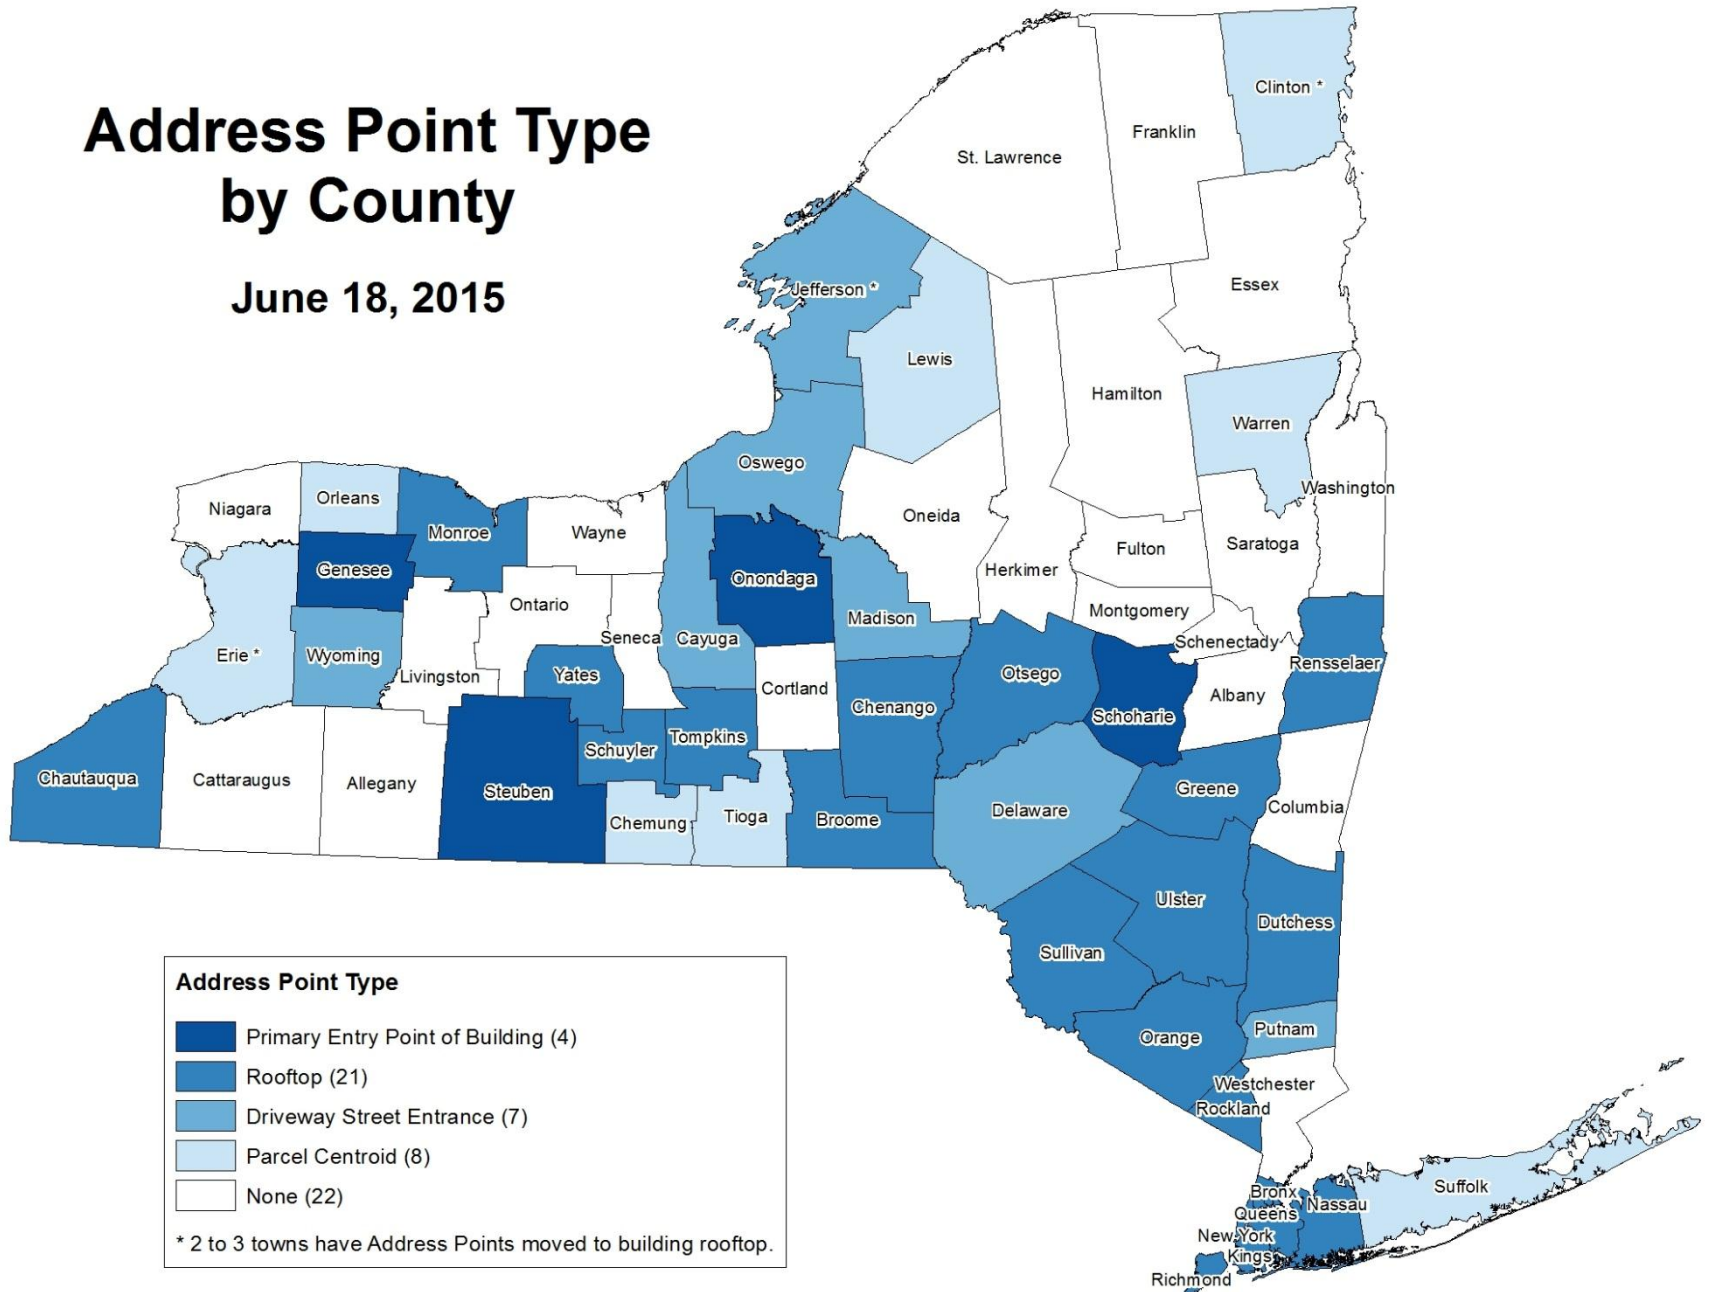 Address Point Type
by County
June 18, 2015
Clinton *
Franklin
St. Lawrence
Essex
Jefferson *
Lewis
Hamilton
Warren
Oswego
Washington
Niagara
Orleans
Monroe
Wayne
Oneida
Saratoga
Fulton
Genesee
Onondaga
Herkimer
Ontario
Montgomery
Madison
Seneca
Cayuga
Schenectady
Erie *
Wyoming
Livingston
Yates
Cortland
Otsego
Rensselaer
Albany
Chenango
Schoharie
Tompkins
Schuyler
Chautauqua
Cattaraugus
Allegany
Steuben
Greene
Columbia
Delaware
Chemung
Tioga
Broome
Ulster
Dutchess
Sullivan
Orange
Putnam
Westchester
Rockland
Suffolk
Bronx
Nassau
Queens
New York
Kings
Richmond
Address Point Type
Primary Entry Point of Building (4)
Rooftop (21)
Driveway Street Entrance (7)
Parcel Centroid (8)
None (22)
* 2 to 3 towns have Address Points moved to building rooftop.